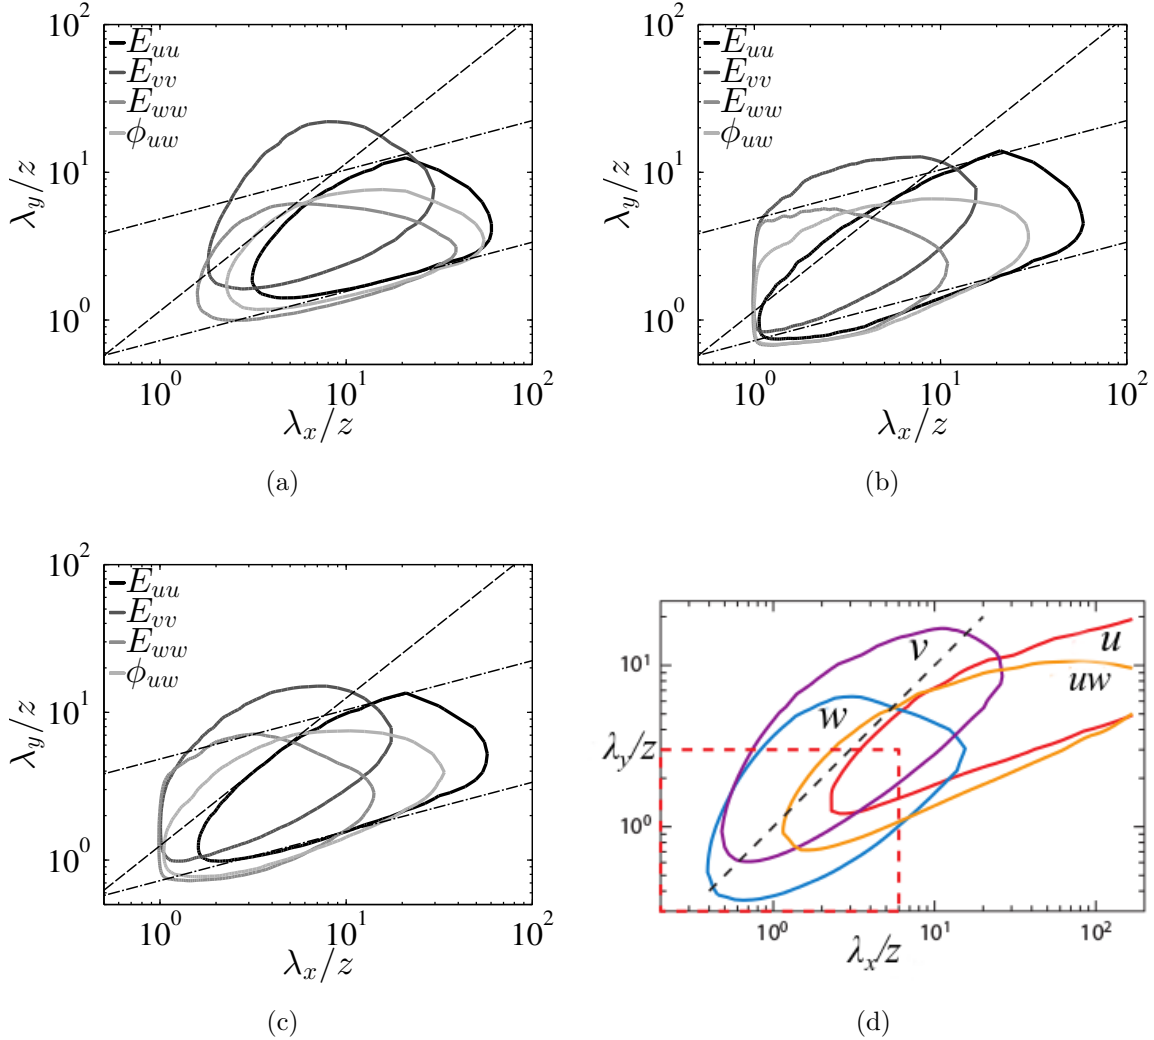 10^2
10^1
10^0
λ_y/z
E_uu
E_vv
E_ww
ϕ_uw
10^0
10^1
10^2
λ_x/z
(a)
10^2
10^1
10^0
λ_y/z
E_uu
E_vv
E_ww
ϕ_uw
10^0
10^1
10^2
λ_x/z
(b)
10^2
10^1
10^0
λ_y/z
E_uu
E_vv
E_ww
ϕ_uw
10^0
10^1
10^2
λ_x/z
(c)
10^1
10^0
λ_y/z
v
u
uw
w
10^0
10^1
10^2
λ_x/z
(d)